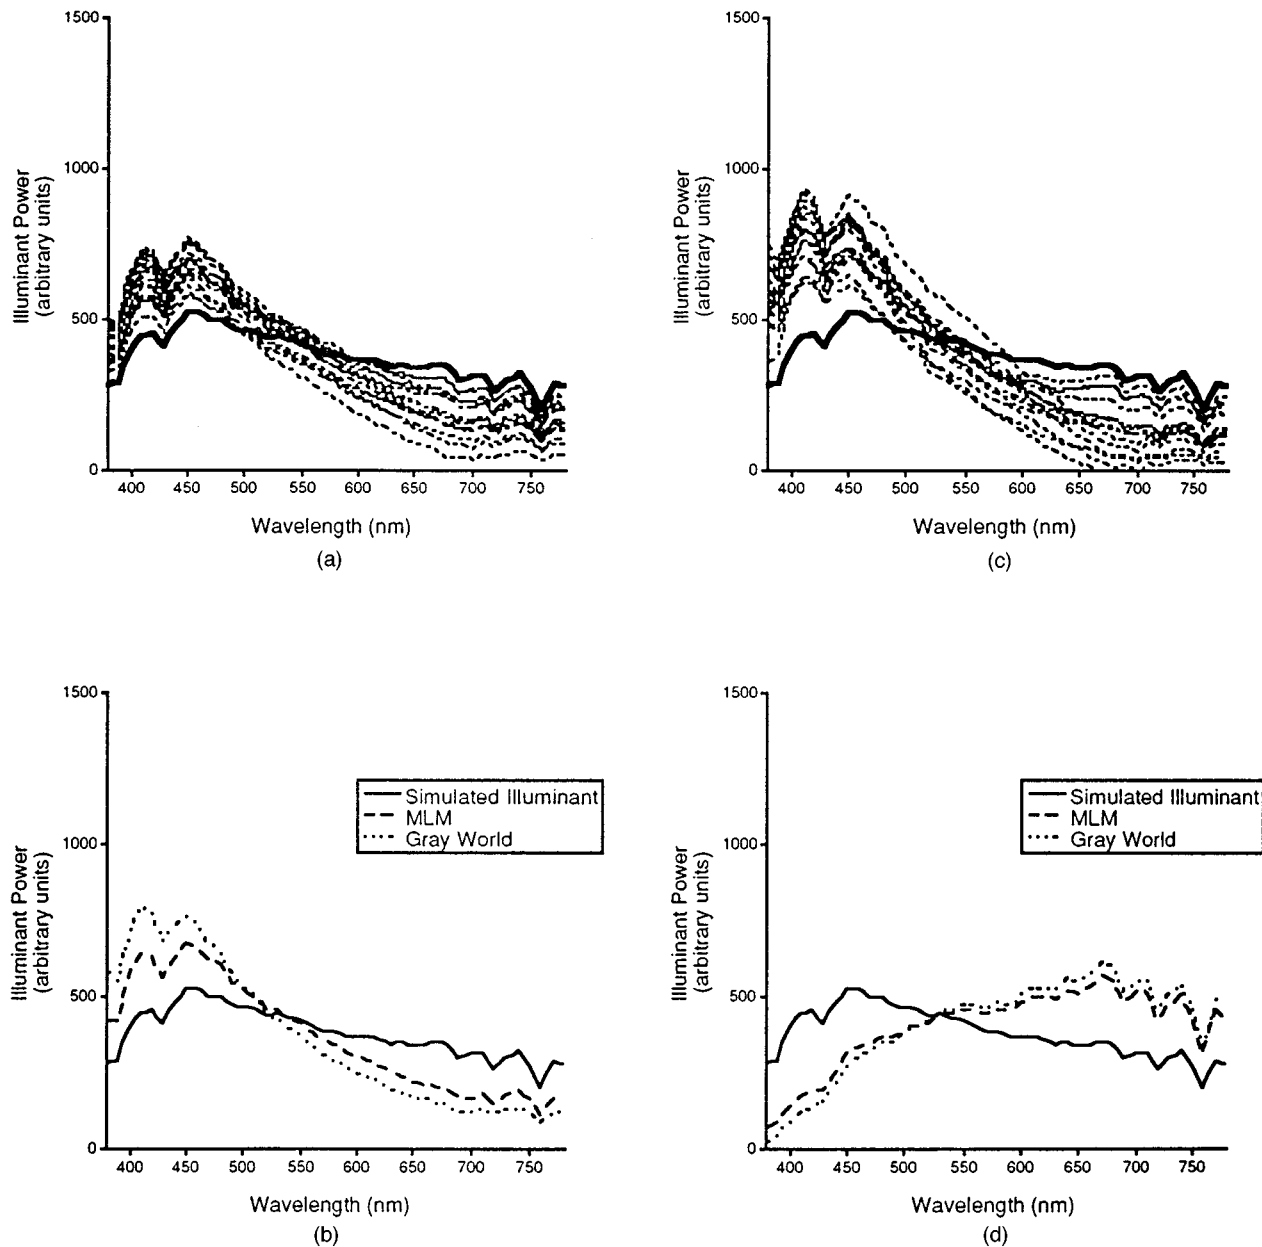 1500
1000
500
0
Illuminant Power
(arbitrary units)
400 450 500 550 600 650 700 750
Wavelength (nm)
(a)
1500
1000
500
0
Illuminant Power
(arbitrary units)
400 450 500 550 600 650 700 750
Wavelength (nm)
(c)
1500
1000
500
0
Illuminant Power
(arbitrary units)
Simulated Illuminant
MLM
Gray World
400 450 500 550 600 650 700 750
Wavelength (nm)
(b)
1500
1000
500
0
Illuminant Power
(arbitrary units)
Simulated Illuminant
MLM
Gray World
400 450 500 550 600 650 700 750
Wavelength (nm)
(d)